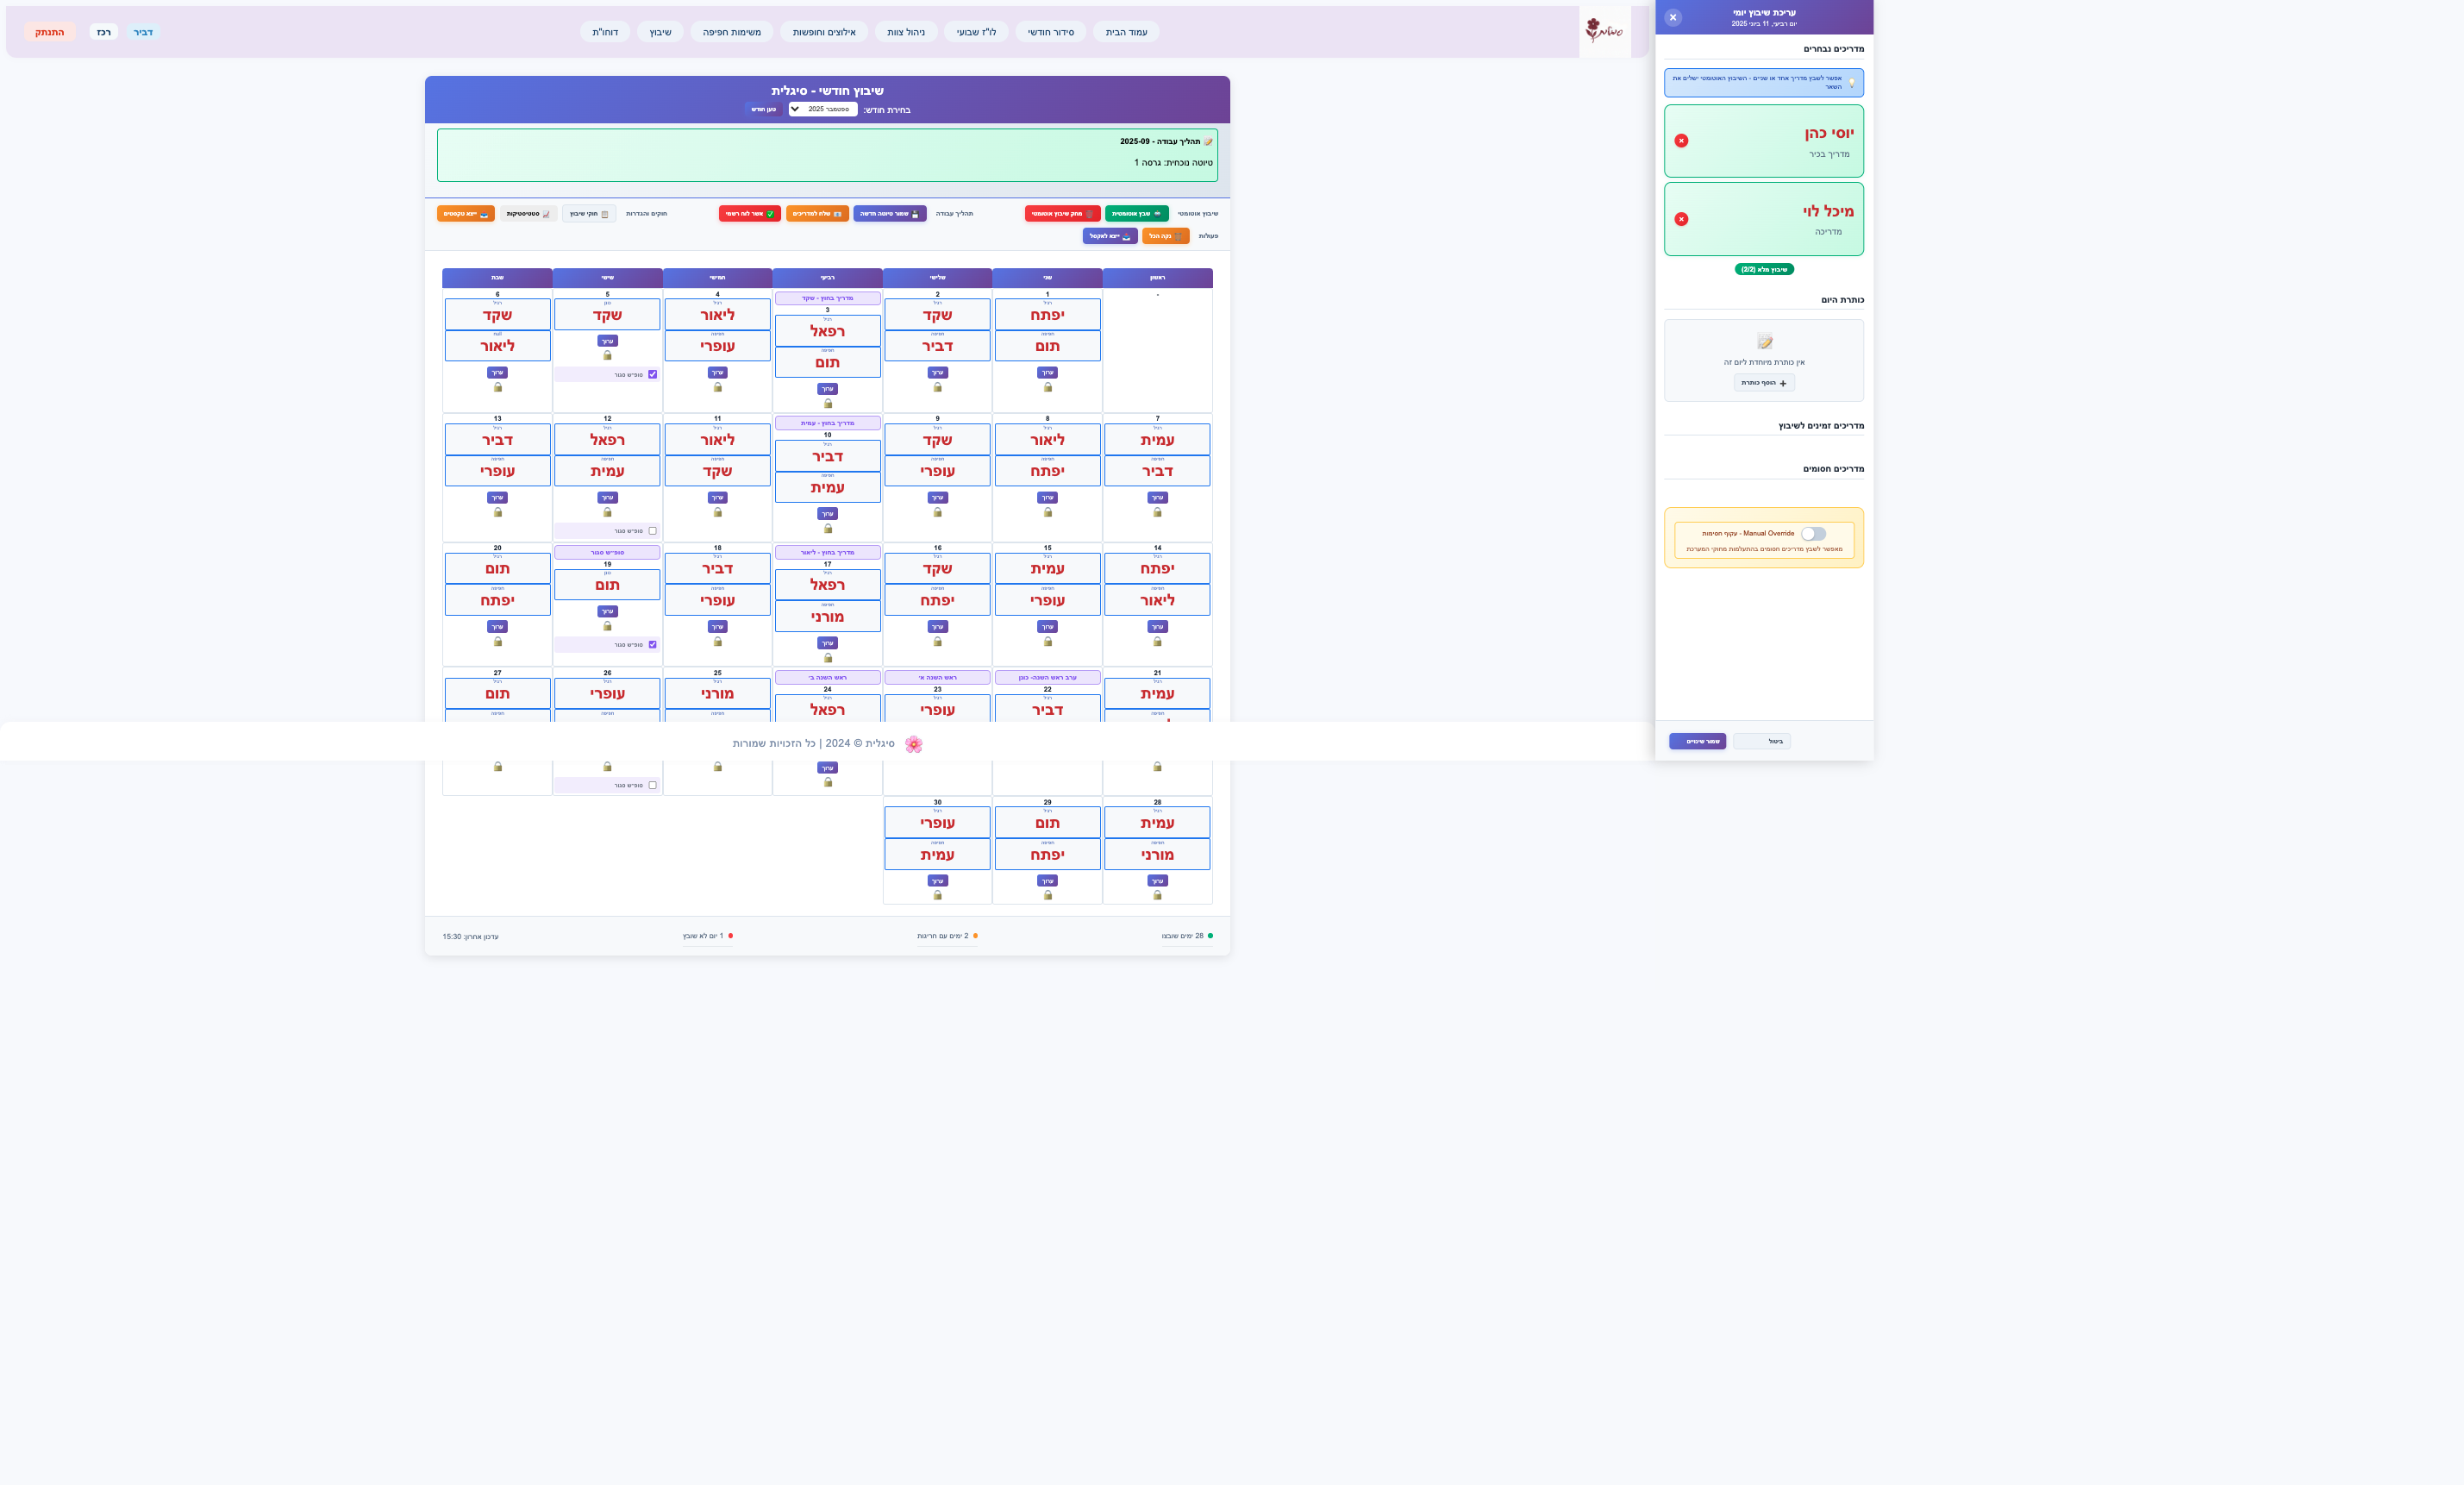 סיגלית
עמוד הבית
סידור חודשי
לו"ז שבועי
ניהול צוות
אילוצים וחופשות
משימות חפיפה
שיבוץ
דוחו"ת
דביר
רכז
התנתק
עריכת שיבוץ יומי
יום רביעי, 11 ביוני 2025
מדריכים נבחרים
אפשר לשבץ מדריך אחד או שניים - השיבוץ האוטומטי ישלים את
השאר
יוסי כהן
מדריך בכיר
מיכל לוי
מדריכה
שיבוץ מלא (2/2)
כותרת היום
אין כותרת מיוחדת ליום זה
+ הוסף כותרת
מדריכים זמינים לשיבוץ
מדריכים חסומים
Manual Override - עקוף חסימות
מאפשר לשבץ מדריכים חסומים בהתעלמות מחוקי המערכת
ביטול
שמור שינויים
שיבוץ חודשי - סיגלית
בחירת חודש:
ספטמבר 2025
טען חודש
תהליך עבודה - 2025-09
טיוטה נוכחית: גרסה 1
שיבוץ אוטומטי
שבץ אוטומטית
מחק שיבוץ אוטומטי
תהליך עבודה
שמור טיוטה חדשה
שלח למדריכים
אשר לוח רשמי
חוקים והגדרות
חוקי שיבוץ
סטטיסטיקות
ייצא טקסטים
פעולות
נקה הכל
ייצא לאקסל
ראשון
שני
שלישי
רביעי
חמישי
שישי
שבת
-
1
רגיל
יפתח
חפיפה
תום
ערוך
2
רגיל
שקד
חפיפה
דביר
ערוך
מדריך בחוץ - שקד
3
רגיל
רפאל
חפיפה
תום
ערוך
4
רגיל
ליאור
חפיפה
עופרי
ערוך
5
כונן
שקד
ערוך
סופ״ש סגור
6
רגיל
שקד
null
ליאור
ערוך
7
רגיל
עמית
חפיפה
דביר
ערוך
8
רגיל
ליאור
חפיפה
יפתח
ערוך
9
רגיל
שקד
חפיפה
עופרי
ערוך
מדריך בחוץ - עמית
10
רגיל
דביר
חפיפה
עמית
ערוך
11
רגיל
ליאור
חפיפה
שקד
ערוך
12
רגיל
רפאל
חפיפה
עמית
ערוך
סופ״ש סגור
13
רגיל
דביר
חפיפה
עופרי
ערוך
14
רגיל
יפתח
חפיפה
ליאור
ערוך
15
רגיל
עמית
חפיפה
עופרי
ערוך
16
רגיל
שקד
חפיפה
יפתח
ערוך
מדריך בחוץ - ליאור
17
רגיל
רפאל
חפיפה
מורני
ערוך
18
רגיל
דביר
חפיפה
עופרי
ערוך
סופ״ש סגור
19
כונן
תום
ערוך
סופ״ש סגור
20
רגיל
תום
חפיפה
יפתח
ערוך
21
רגיל
עמית
חפיפה
ערב ראש השנה- כונן
22
רגיל
דביר
ראש השנה א׳
23
רגיל
עופרי
ראש השנה ב׳
24
רגיל
רפאל
ערוך
25
רגיל
מורני
חפיפה
26
רגיל
עופרי
חפיפה
סופ״ש סגור
27
רגיל
תום
חפיפה
סיגלית © 2024 | כל הזכויות שמורות
28
רגיל
עמית
חפיפה
מורני
ערוך
29
רגיל
תום
חפיפה
יפתח
ערוך
30
רגיל
עופרי
חפיפה
עמית
ערוך
28 ימים שובצו
2 ימים עם חריגות
1 יום לא שובץ
עדכון אחרון: 15:30